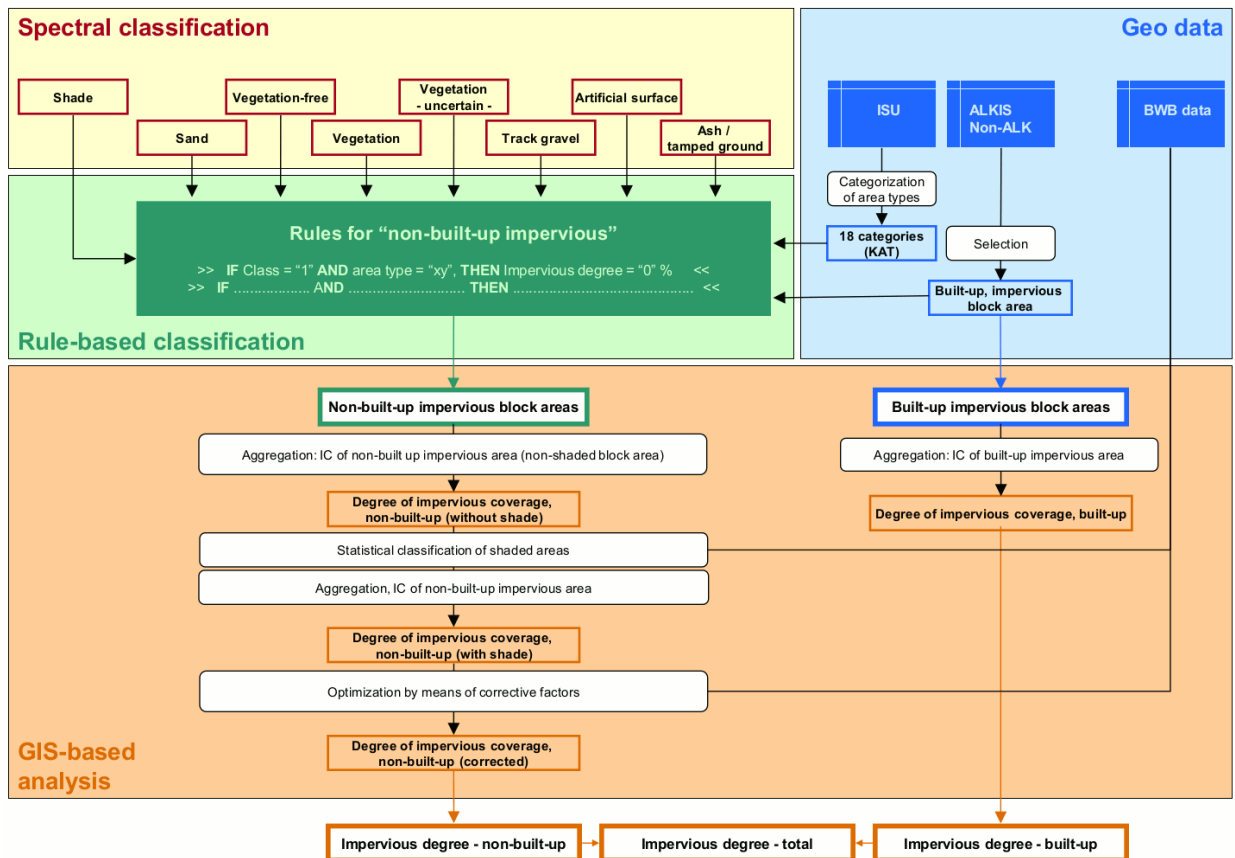 Spectral classification
Geo data
Shade
Vegetation-free
Vegetation
- uncertain -
Artificial surface
Sand
Vegetation
Track gravel
Ash /
tamped ground
ISU
ALKIS
Non-ALK
BWB data
Categorization
of area types
18 categories
(KAT)
Selection
Built-up, impervious
block area
Rules for “non-built-up impervious”
>> IF Class = “1” AND area type = “xy”, THEN Impervious degree = “0” % <<
>> IF ................... AND ............................. THEN ............................................. <<
Rule-based classification
Non-built-up impervious block areas
Built-up impervious block areas
Aggregation: IC of non-built up impervious area (non-shaded block area)
Aggregation: IC of built-up impervious area
Degree of impervious coverage,
non-built-up (without shade)
Degree of impervious coverage, built-up
Statistical classification of shaded areas
Aggregation, IC of non-built-up impervious area
Degree of impervious coverage,
non-built-up (with shade)
Optimization by means of corrective factors
Degree of impervious coverage,
non-built-up (corrected)
GIS-based
analysis
Impervious degree - non-built-up
Impervious degree - total
Impervious degree - built-up